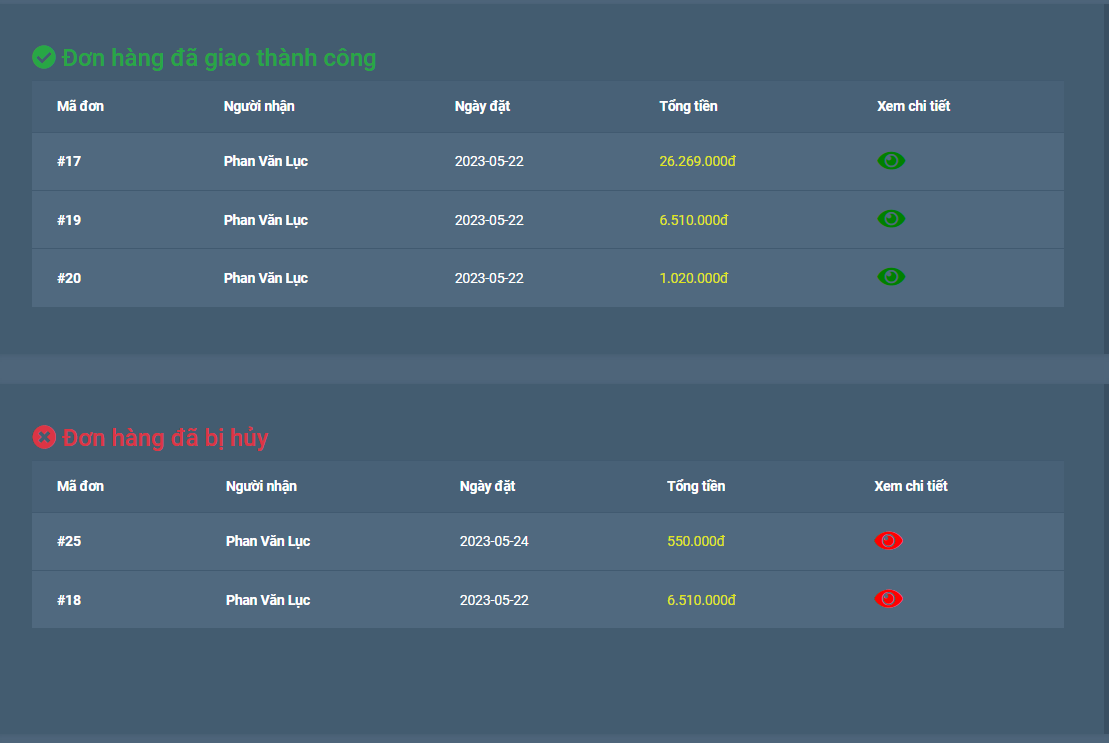 Đơn hàng đã giao thành công
Mã đơn Người nhận Ngày đặt Tổng tiền Xem chi tiết
#17 Phan Văn Lục 2023-05-22 26.269.000đ
#19 Phan Văn Lục 2023-05-22 6.510.000đ
#20 Phan Văn Lục 2023-05-22 1.020.000đ
Đơn hàng đã bị hủy
Mã đơn Người nhận Ngày đặt Tổng tiền Xem chi tiết
#25 Phan Văn Lục 2023-05-24 550.000đ
#18 Phan Văn Lục 2023-05-22 6.510.000đ